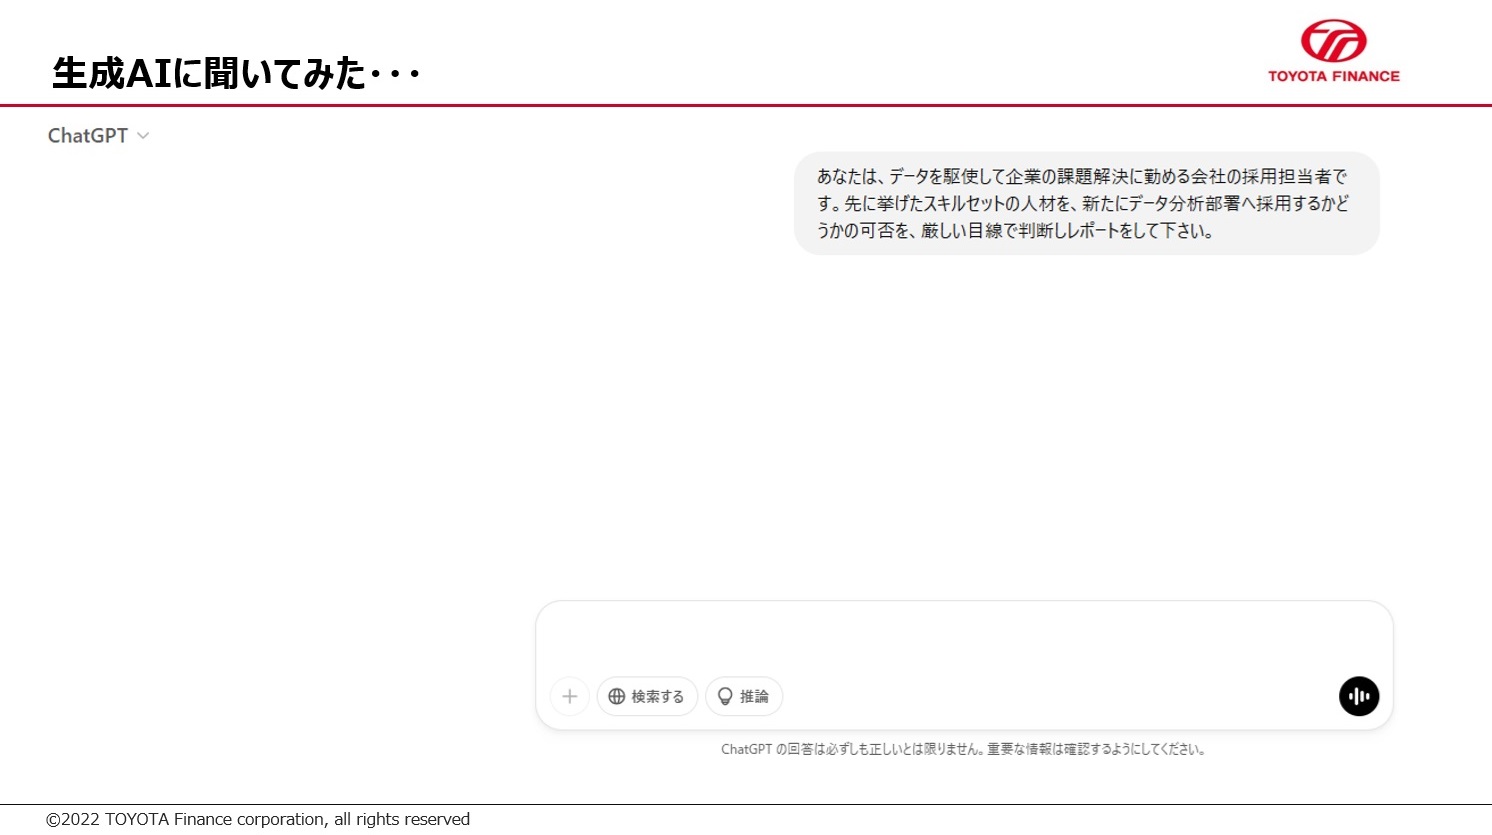 生成AIに聞いてみた･･･
TOYOTA FINANCE
ChatGPT
あなたは、データを駆使して企業の課題解決に勤める会社の採用担当者で
す。先に挙げたスキルセットの人材を、新たにデータ分析部署へ採用するかど
うかの可否を、厳しい目線で判断しレポートをして下さい。
検索する
推論
ChatGPT の回答は必ずしも正しいとは限りません。重要な情報は確認するようにしてください。
©2022 TOYOTA Finance corporation, all rights reserved